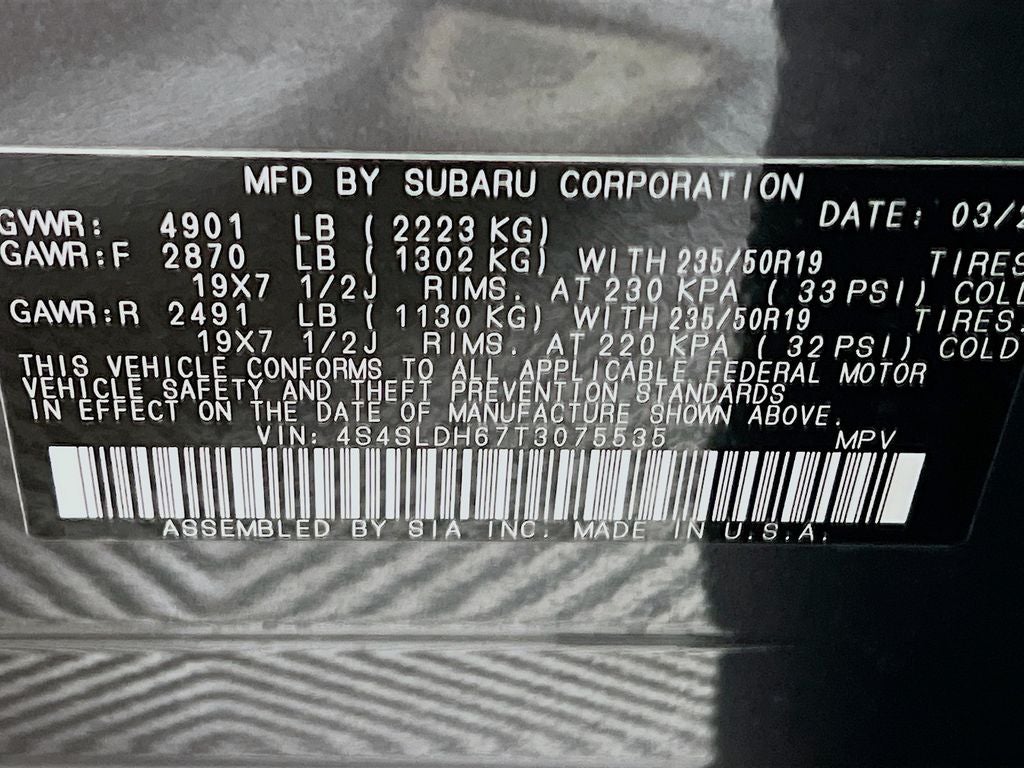 MFD BY SUBARU CORPORATION
GVWR: 4901 LB ( 2223 KG) DATE: 03/2
GAWR:F 2870 LB ( 1302 KG) WITH 235/50R19 TIRES
19X7 1/2J RIMS. AT 230 KPA ( 33 PSI) COLD
GAWR:R 2491 LB ( 1130 KG) WITH 235/50R19 TIRES.
19X7 1/2J RIMS. AT 220 KPA ( 32 PSI) COLD
THIS VEHICLE CONFORMS TO ALL APPLICABLE FEDERAL MOTOR
VEHICLE SAFETY AND THEFT PREVENTION STANDARDS
IN EFFECT ON THE DATE OF MANUFACTURE SHOWN ABOVE.
VIN: 4S4SLDH67T3075535 MPV
ASSEMBLED BY SIA INC. MADE IN U.S.A.